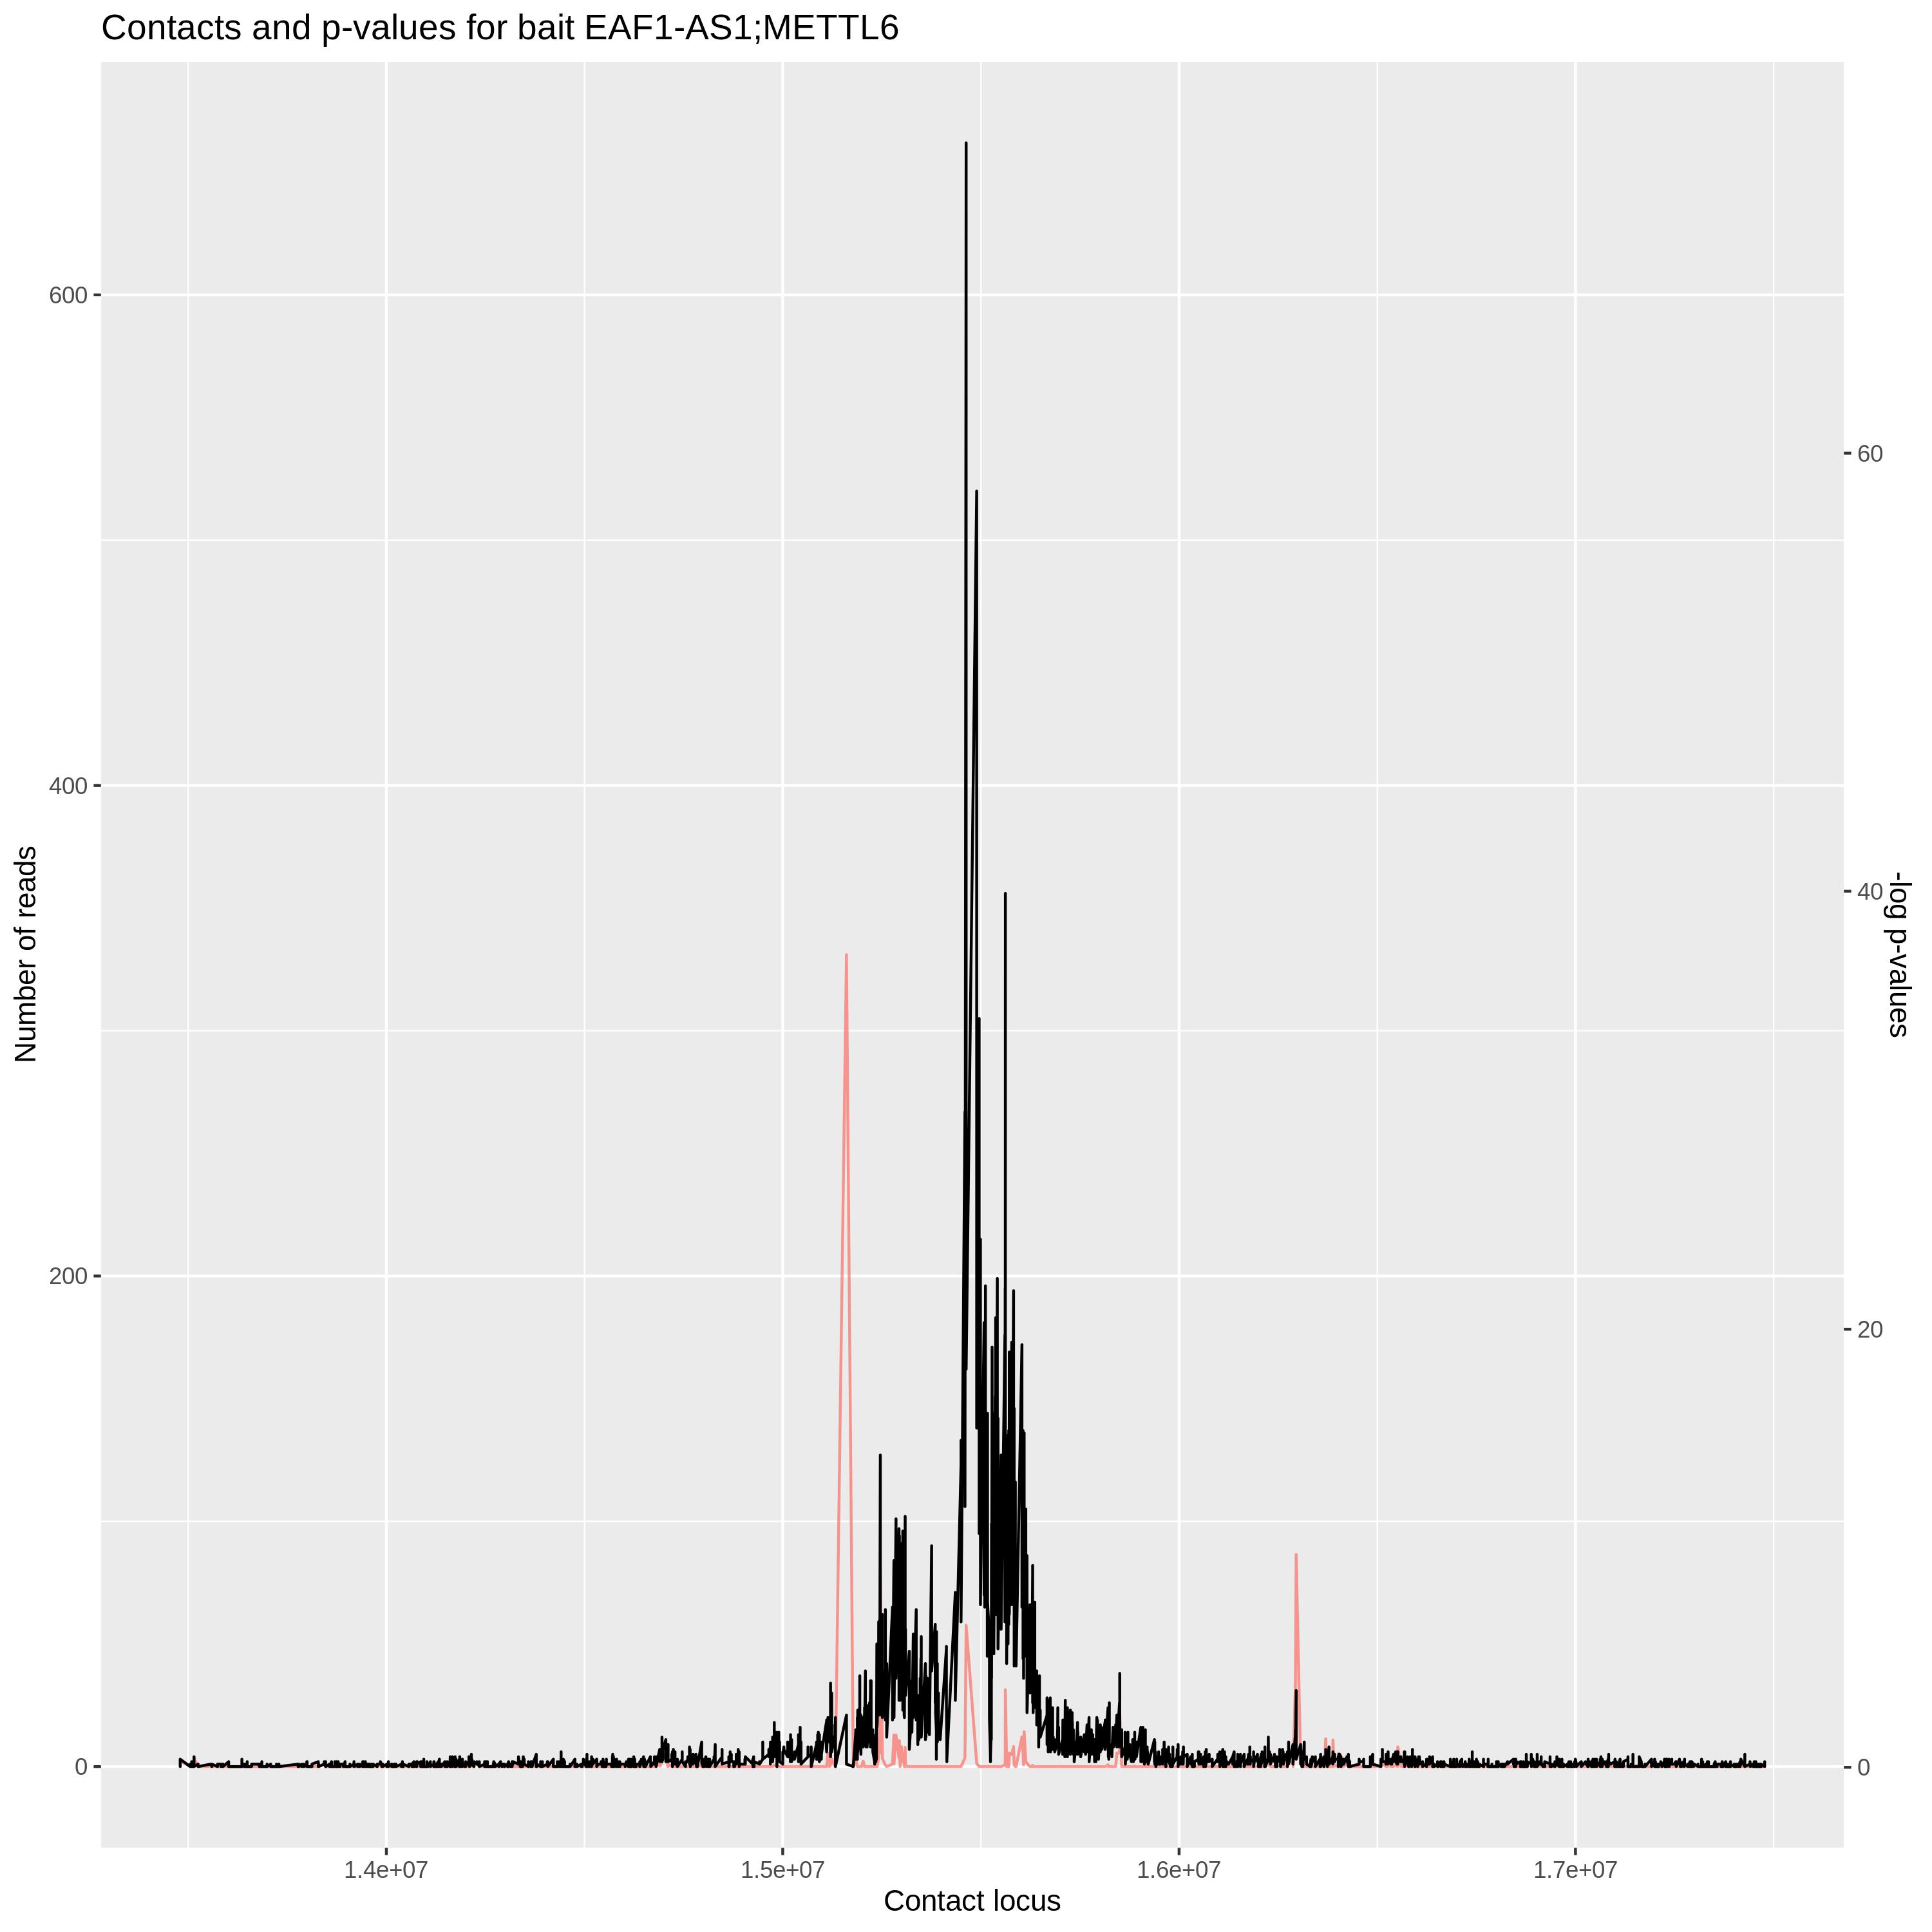 Contacts and p-values for bait EAF1-AS1;METTL6
Number of reads
600
400
200
0
60
40
20
0
-log p-values
1.4e+07
1.5e+07
1.6e+07
1.7e+07
Contact locus